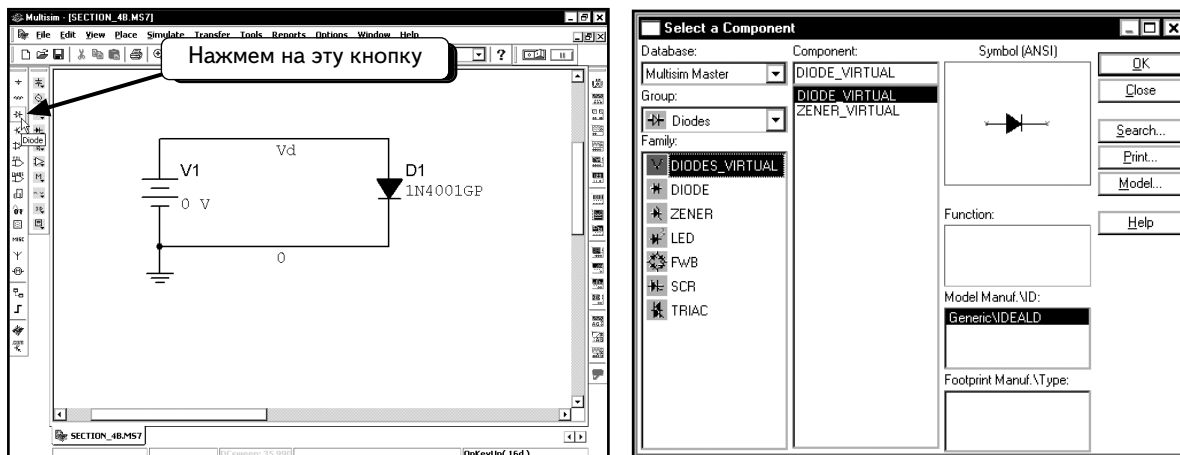 Multisim - [SECTION_4B.MS7]
File Edit View Place Simulate Transfer Tools Reports Options Window Help
Нажмем на эту кнопку
Diode
Vd
V1
0 V
D1
1N4001GP
0
MISC
SECTION_4B.MS7
Select a Component
Database:
Component:
Symbol (ANSI)
Multisim Master
DIODE_VIRTUAL
OK
Close
Group:
DIODE_VIRTUAL
ZENER_VIRTUAL
Diodes
Search...
Family:
Print...
DIODES_VIRTUAL
Model...
DIODE
ZENER
Function:
Help
LED
FWB
SCR
Model Manuf.\ID:
TRIAC
Generic\IDEALD
Footprint Manuf.\Type: